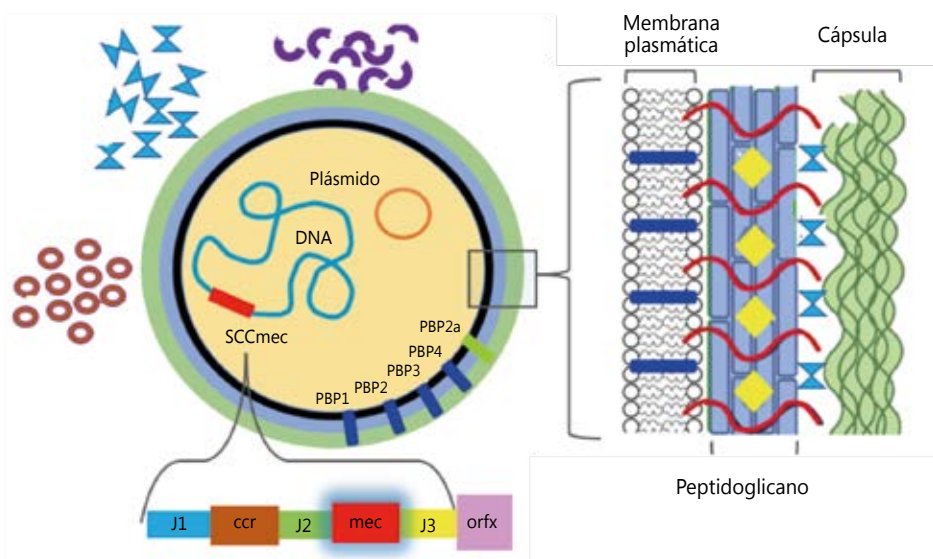 Membrana
plasmática
Cápsula
Plásmido
DNA
SCCmec
PBP2a
PBP4
PBP3
PBP2
PBP1
Peptidoglicano
J1 ccr J2 mec J3 orfx